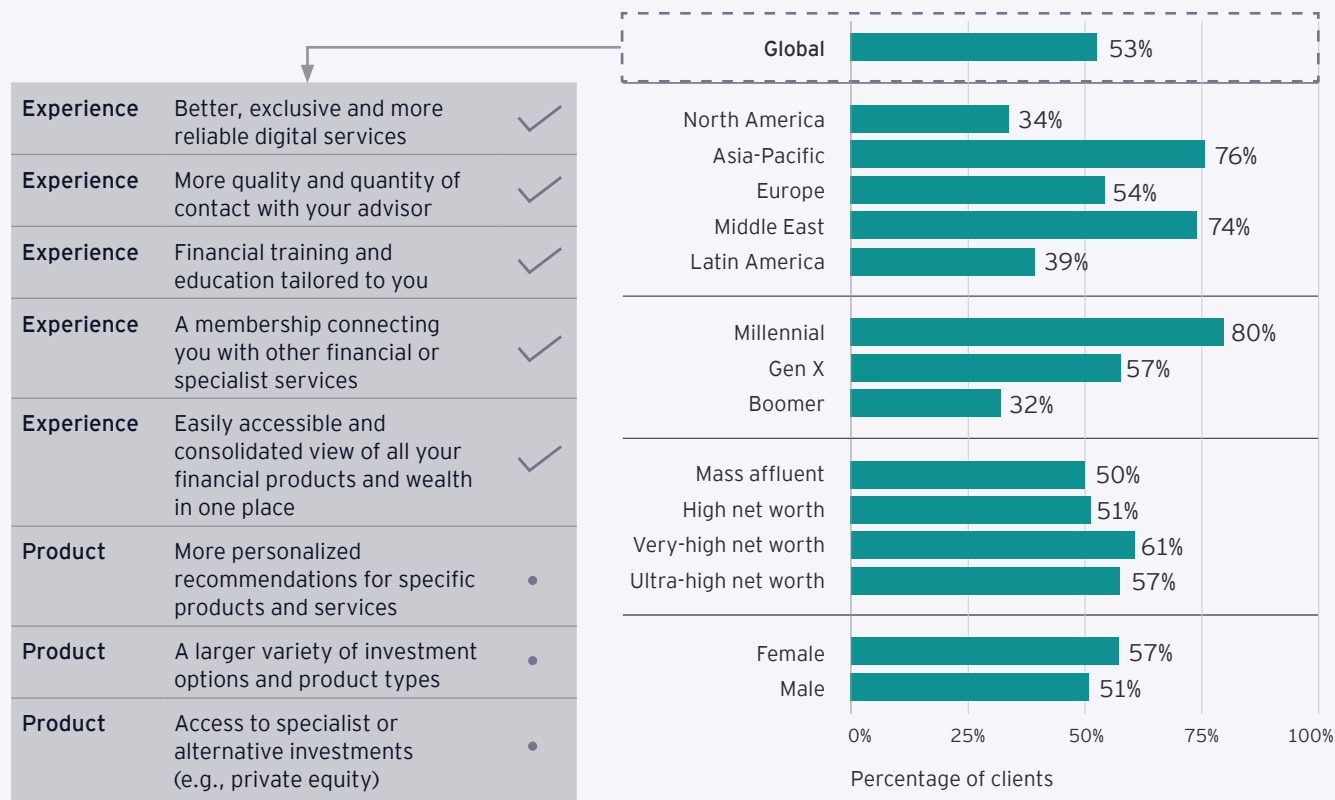 Experience
Better, exclusive and more
reliable digital services
Experience
More quality and quantity of
contact with your advisor
Experience
Financial training and
education tailored to you
Experience
A membership connecting
you with other financial or
specialist services
Experience
Easily accessible and
consolidated view of all your
financial products and wealth
in one place
Product
More personalized
recommendations for specific
products and services
Product
A larger variety of investment
options and product types
Product
Access to specialist or
alternative investments
(e.g., private equity)
Global 53%
North America 34%
Asia-Pacific 76%
Europe 54%
Middle East 74%
Latin America 39%
Millennial 80%
Gen X 57%
Boomer 32%
Mass affluent 50%
High net worth 51%
Very-high net worth 61%
Ultra-high net worth 57%
Female 57%
Male 51%
0% 25% 50% 75% 100%
Percentage of clients